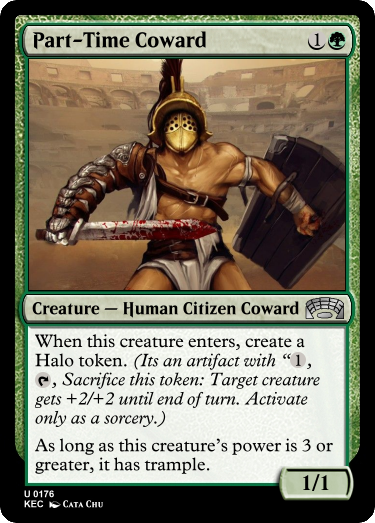 Part-Time Coward 1
Creature — Human Citizen Coward
When this creature enters, create a
Halo token. (Its an artifact with “1,
, Sacrifice this token: Target creature
gets +2/+2 until end of turn. Activate
only as a sorcery.)
As long as this creature's power is 3 or
greater, it has trample.
1/1
U 0176
KEC Cata Chu